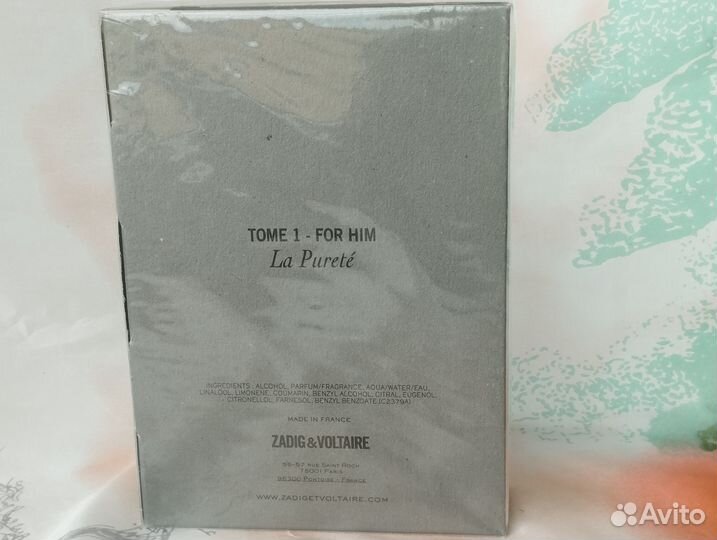 TOME 1 - FOR HIM
La Pureté
INGREDIENTS : ALCOHOL, PARFUM/FRAGRANCE, AQUA/WATER/EAU,
LINALOOL, LIMONENE, COUMARIN, BENZYL ALCOHOL, CITRAL, EUGENOL,
CITRONELLOL, FARNESOL, BENZYL BENZOATE (C2379A)
MADE IN FRANCE
ZADIG&VOLTAIRE
55-57 RUE SAINT ROCH
75001 PARIS
95300 PONTOISE - FRANCE
WWW.ZADIGETVOLTAIRE.COM
Avito